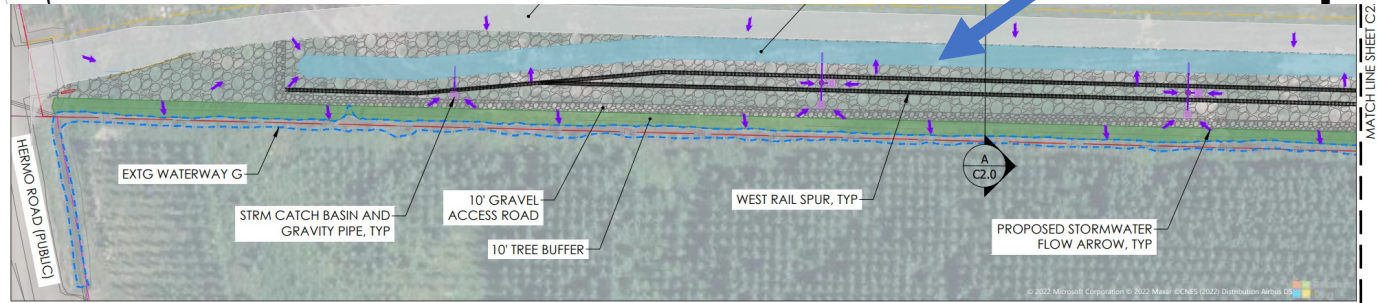 HERMO ROAD (PUBLIC)
EXTG WATERWAY G
STRM CATCH BASIN AND
GRAVITY PIPE, TYP
10' GRAVEL
ACCESS ROAD
10' TREE BUFFER
WEST RAIL SPUR, TYP
A
C2.0
PROPOSED STORMWATER
FLOW ARROW, TYP
MATCH LINE SHEET C2.
© 2022 Microsoft Corporation © 2022 Maxar ©CNES (2022) Distribution Airbus DS